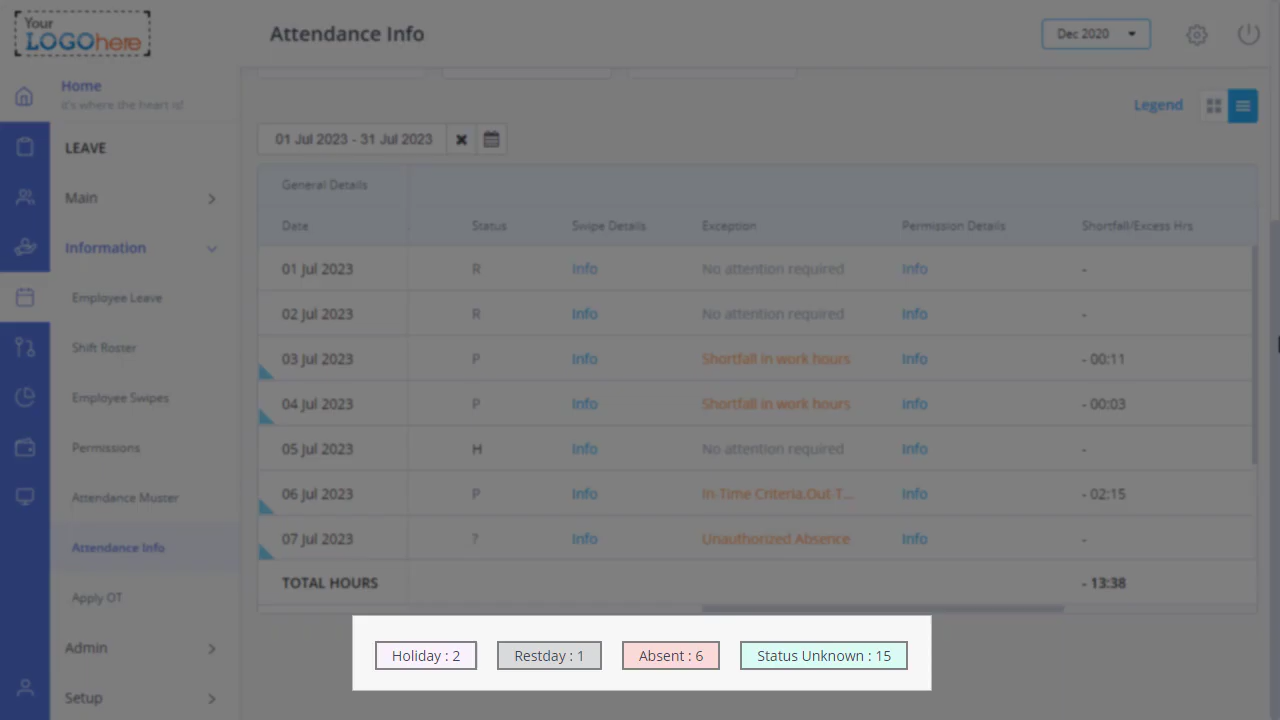 Your
LOGOhere
Attendance Info
Dec 2020
Home
It's where the heart is!
Legend
LEAVE
01 Jul 2023 - 31 Jul 2023
Main
General Details
Date Status Swipe Details Exception Permission Details Shortfall/Excess Hrs
Information
01 Jul 2023 R Info No attention required Info -
Employee Leave
02 Jul 2023 R Info No attention required Info -
Shift Roster
03 Jul 2023 P Info Shortfall in work hours Info - 00:11
Employee Swipes
04 Jul 2023 P Info Shortfall in work hours Info - 00:03
Permissions
05 Jul 2023 H Info No attention required Info -
Attendance Muster
06 Jul 2023 P Info In-Time Criteria,Out T... Info - 02:15
Attendance Info
07 Jul 2023 ? Info Unauthorized Absence Info -
TOTAL HOURS - 13:38
Apply OT
Admin
Holiday : 2 Restday : 1 Absent : 6 Status Unknown : 15
Setup